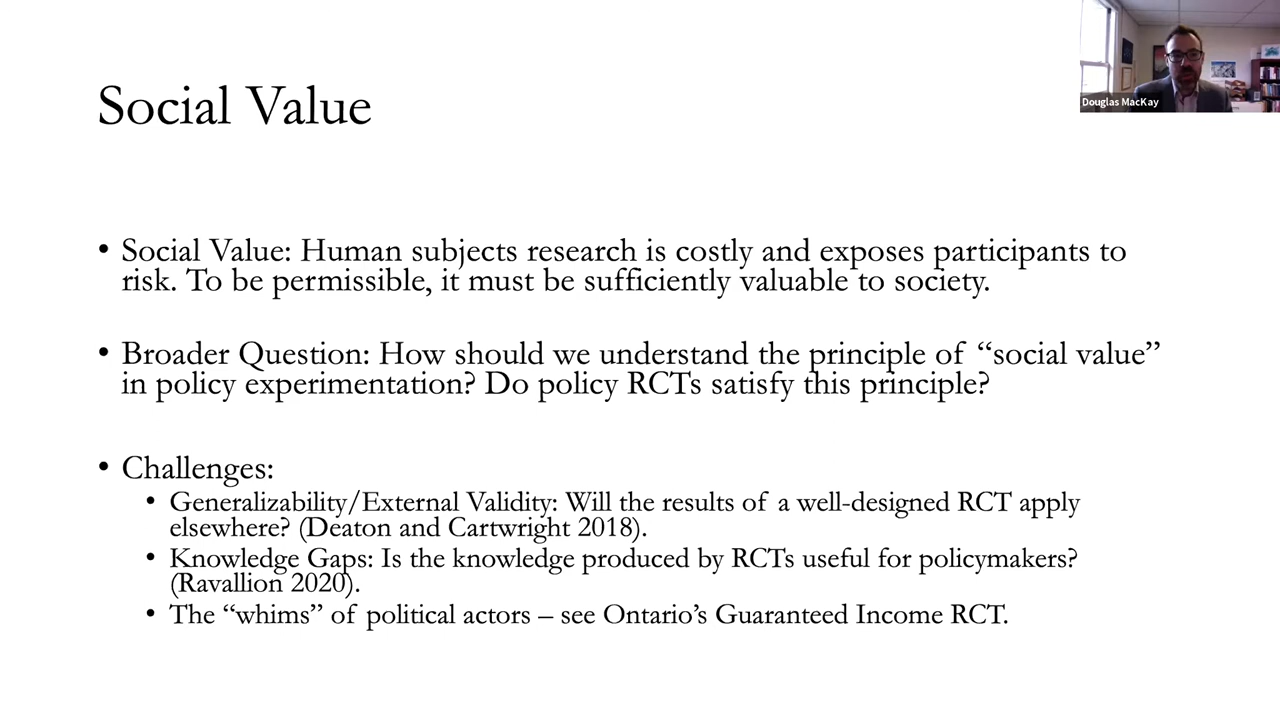 Social Value
Douglas MacKay
• Social Value: Human subjects research is costly and exposes participants to
risk. To be permissible, it must be sufficiently valuable to society.
• Broader Question: How should we understand the principle of “social value”
in policy experimentation? Do policy RCTs satisfy this principle?
• Challenges:
• Generalizability/External Validity: Will the results of a well-designed RCT apply
elsewhere? (Deaton and Cartwright 2018).
• Knowledge Gaps: Is the knowledge produced by RCTs useful for policymakers?
(Ravallion 2020).
• The “whims” of political actors – see Ontario’s Guaranteed Income RCT.